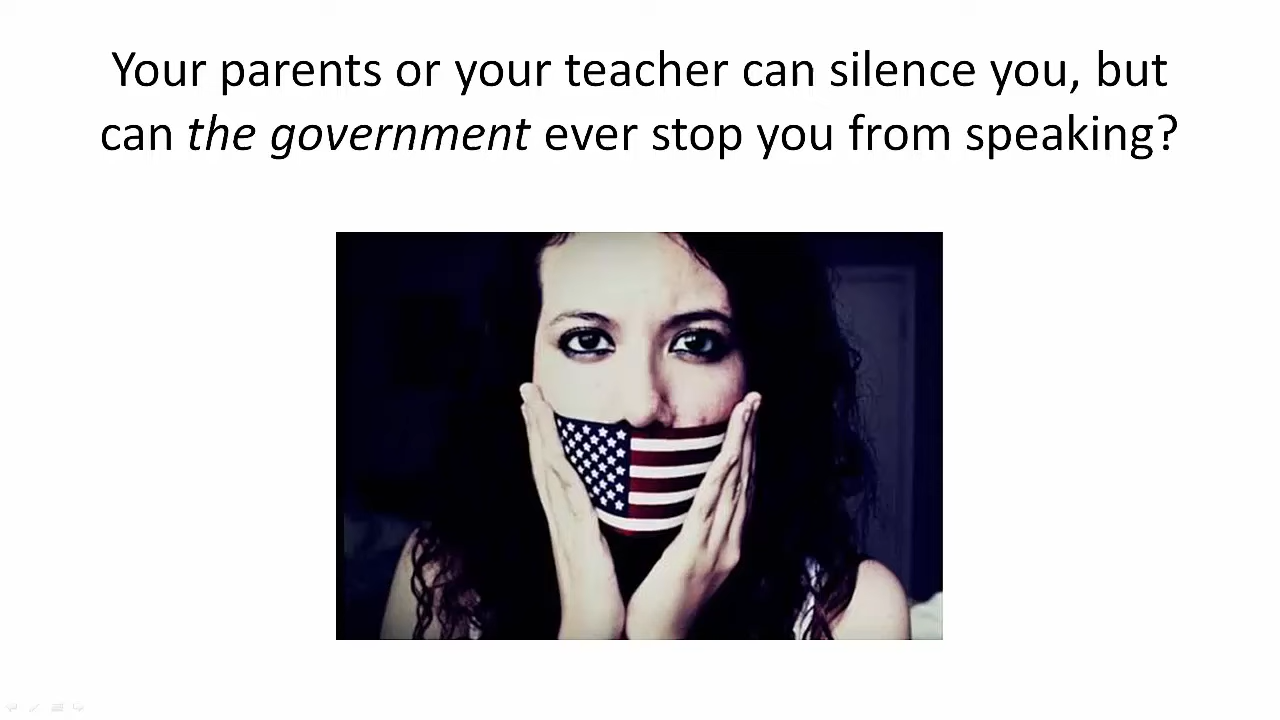 Your parents or your teacher can silence you, but
can the government ever stop you from speaking?